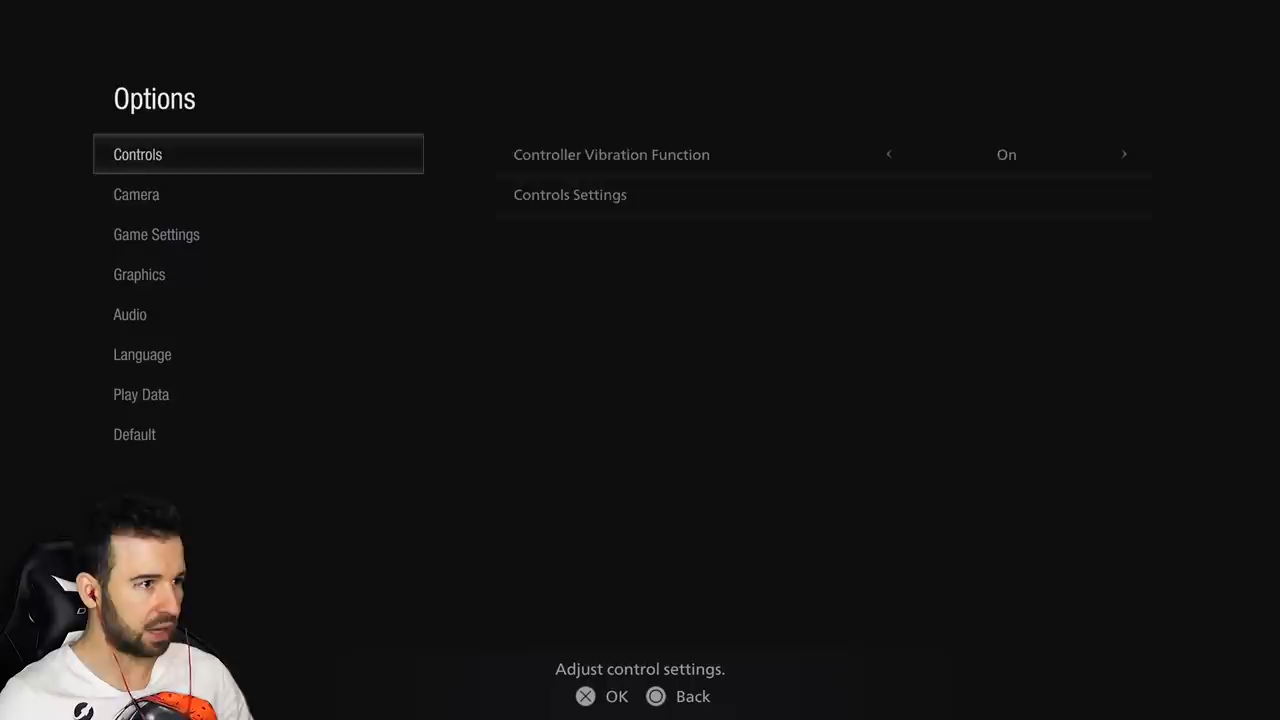 Options
Controls
Controller Vibration Function < On >
Camera
Controls Settings
Game Settings
Graphics
Audio
Language
Play Data
Default
Adjust control settings.
OK Back